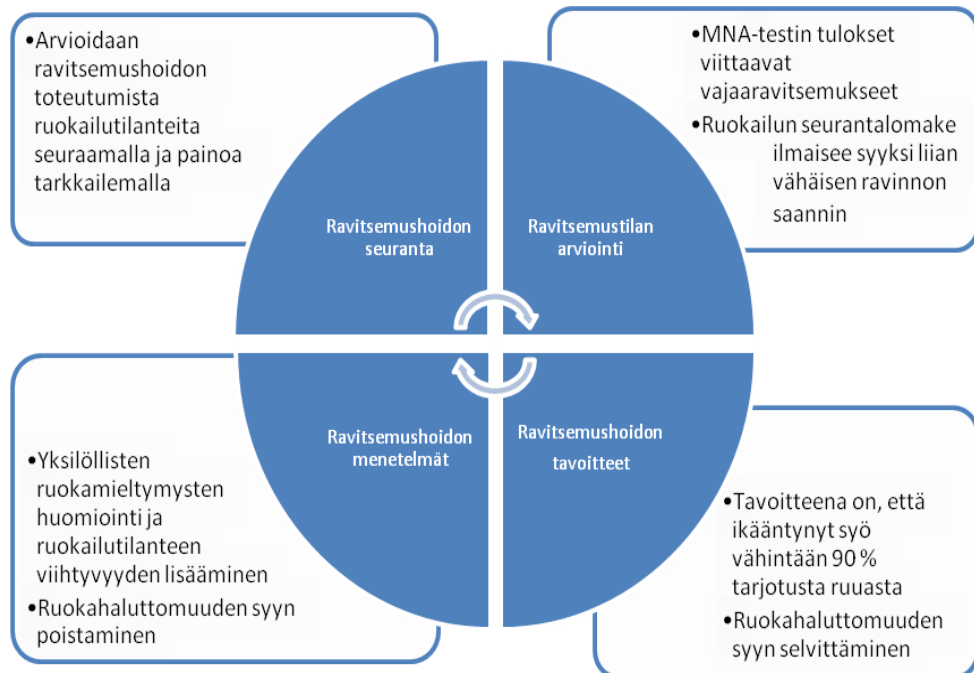 •Arvioidaan
ravitsemushoidon
toteutumista
ruokailutilanteita
seuraamalla ja painoa
tarkkailemalla
•MNA-testin tulokset
viittaavat
vajaaravitsemukseet
•Ruokailun seurantalomake
ilmaisee syyksi liian
vähäisen ravinnon
saannin
Ravitsemushoidon
seuranta
Ravitsemustilan
arviointi
Ravitsemushoidon
menetelmät
Ravitsemushoidon
tavoitteet
•Yksilöllisten
ruokamieltymysten
huomiointi ja
ruokailutilanteen
viihtyvyyden lisääminen
•Ruokahaluttomuuden syyn
poistaminen
•Tavoitteena on, että
ikääntynyt syö
vähintään 90 %
tarjotusta ruuasta
•Ruokahaluttomuuden
syyn selvittäminen